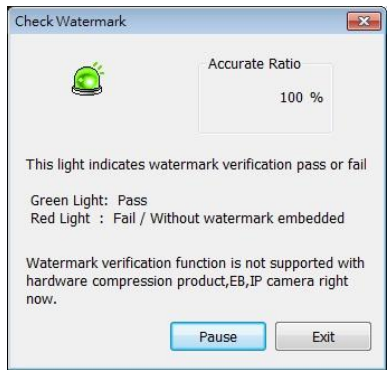 Check Watermark
Accurate Ratio
100 %
This light indicates watermark verification pass or fail
Green Light: Pass
Red Light : Fail / Without watermark embedded
Watermark verification function is not supported with
hardware compression product,EB,IP camera right
now.
Pause
Exit